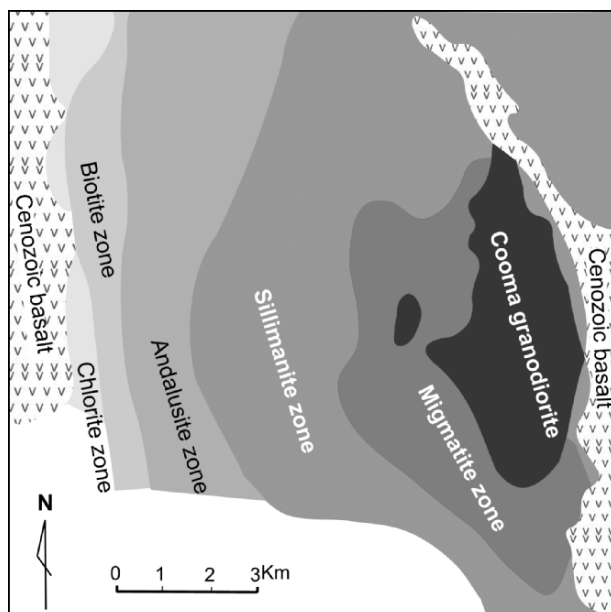 Cenozoic basalt
Biotite zone
Chlorite zone
Andalusite zone
Sillimanite zone
Migmatite zone
Cooma granodiorite
Cenozoic basalt
N
0 1 2 3Km